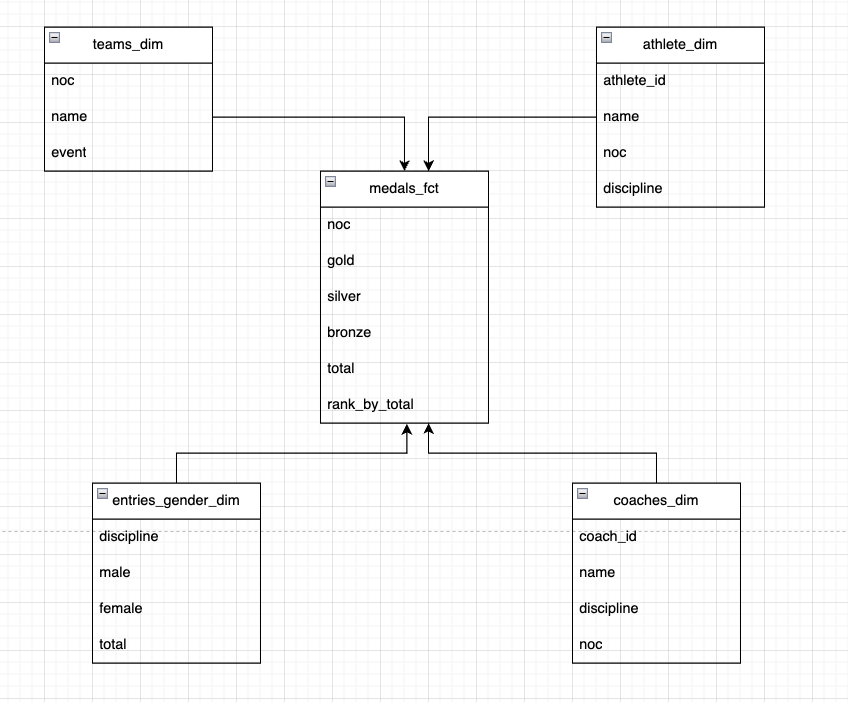 teams_dim
noc
name
event
athlete_dim
athlete_id
name
noc
discipline
medals_fct
noc
gold
silver
bronze
total
rank_by_total
entries_gender_dim
discipline
male
female
total
coaches_dim
coach_id
name
discipline
noc